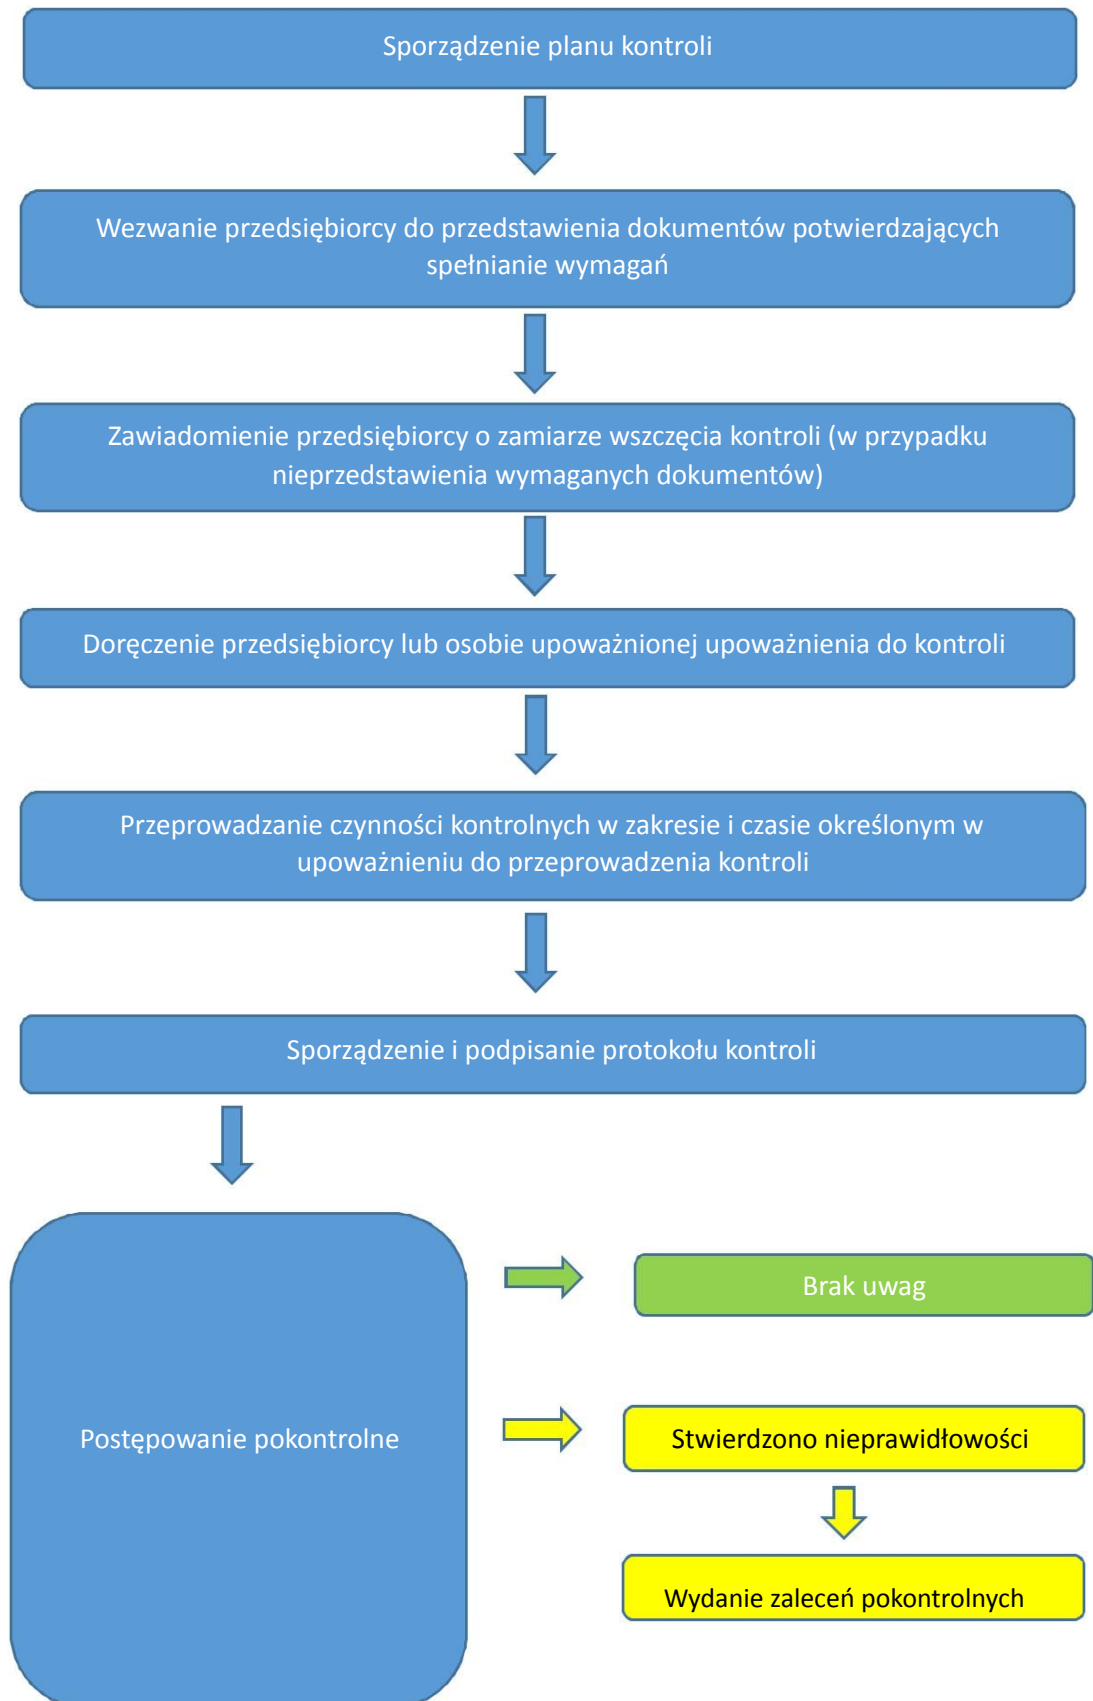 Sporządzenie planu kontroli
Wezwanie przedsiębiorcy do przedstawienia dokumentów potwierdzających
spełnianie wymagań
Zawiadomienie przedsiębiorcy o zamiarze wszczęcia kontroli (w przypadku
nieprzedstawienia wymaganych dokumentów)
Doręczenie przedsiębiorcy lub osobie upoważnionej upoważnienia do kontroli
Przeprowadzanie czynności kontrolnych w zakresie i czasie określonym w
upoważnieniu do przeprowadzenia kontroli
Sporządzenie i podpisanie protokołu kontroli
Postępowanie pokontrolne
Brak uwag
Stwierdzono nieprawidłowości
Wydanie zaleceń pokontrolnych